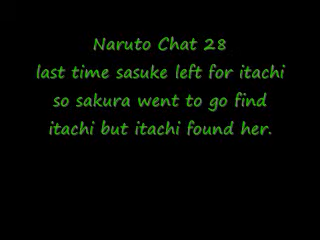 Naruto Chat 28
last time sasuke left for itachi
so sakura went to go find
itachi but itachi found her.